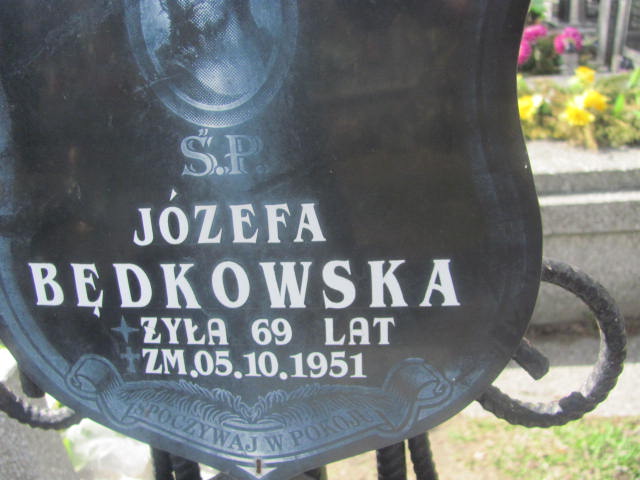 Ś.P.
JÓZEFA
BĘDKOWSKA
ŻYŁA 69 LAT
ZM.05.10.1951
SPOCZYWAJ W POKOJU